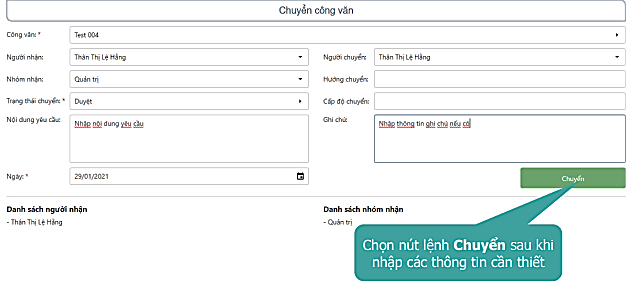 Chuyển công văn
Công văn: * Test 004
Người nhận: Thân Thị Lệ Hằng Người chuyển: Thân Thị Lệ Hằng
Nhóm nhận: Quản trị Hướng chuyển:
Trạng thái chuyển: * Duyệt Cấp độ chuyển:
Nội dung yêu cầu: Nhập nội dung yêu cầu Ghi chú: Nhập thông tin ghi chú nếu có
Ngày: * 29/01/2021 Chuyển
Danh sách người nhận Danh sách nhóm nhận
- Thân Thị Lệ Hằng - Quản trị
Chọn nút lệnh Chuyển sau khi
nhập các thông tin cần thiết